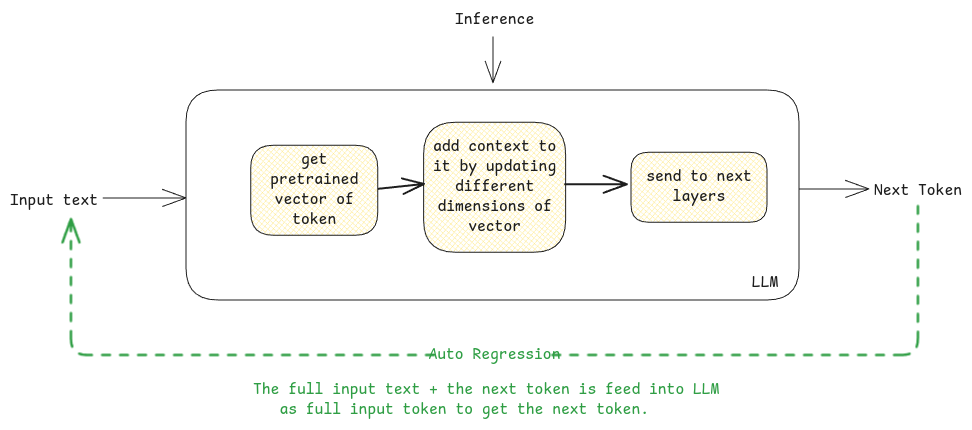 Inference
Input text
get
pretrained
vector of
token
add context to
it by updating
different
dimensions of
vector
send to next
layers
Next Token
LLM
Auto Regression
The full input text + the next token is feed into LLM
as full input token to get the next token.